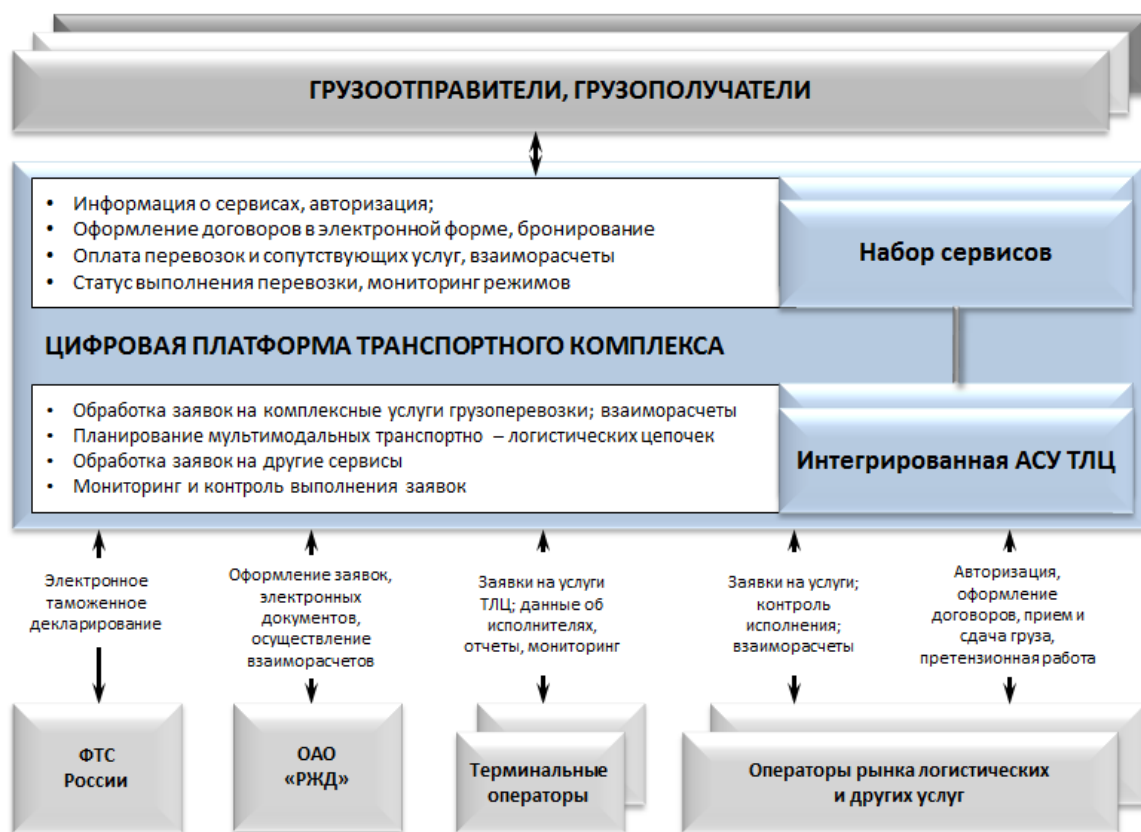 ГРУЗООТПРАВИТЕЛИ, ГРУЗОПОЛУЧАТЕЛИ
• Информация о сервисах, авторизация;
• Оформление договоров в электронной форме, бронирование
• Оплата перевозок и сопутствующих услуг, взаиморасчеты
• Статус выполнения перевозки, мониторинг режимов
Набор сервисов
ЦИФРОВАЯ ПЛАТФОРМА ТРАНСПОРТНОГО КОМПЛЕКСА
• Обработка заявок на комплексные услуги грузоперевозки; взаиморасчеты
• Планирование мультимодальных транспортно – логистических цепочек
• Обработка заявок на другие сервисы
• Мониторинг и контроль выполнения заявок
Интегрированная АСУ ТЛЦ
Электронное
таможенное
декларирование
Оформление заявок,
электронных
документов,
осуществление
взаиморасчетов
Заявки на услуги
ТЛЦ; данные об
исполнителях,
отчеты, мониторинг
Заявки на услуги;
контроль
исполнения;
взаиморасчеты
Авторизация,
оформление
договоров, прием и
сдача груза,
претензионная работа
ФТС
России
ОАО
«РЖД»
Терминальные
операторы
Операторы рынка логистических
и других услуг